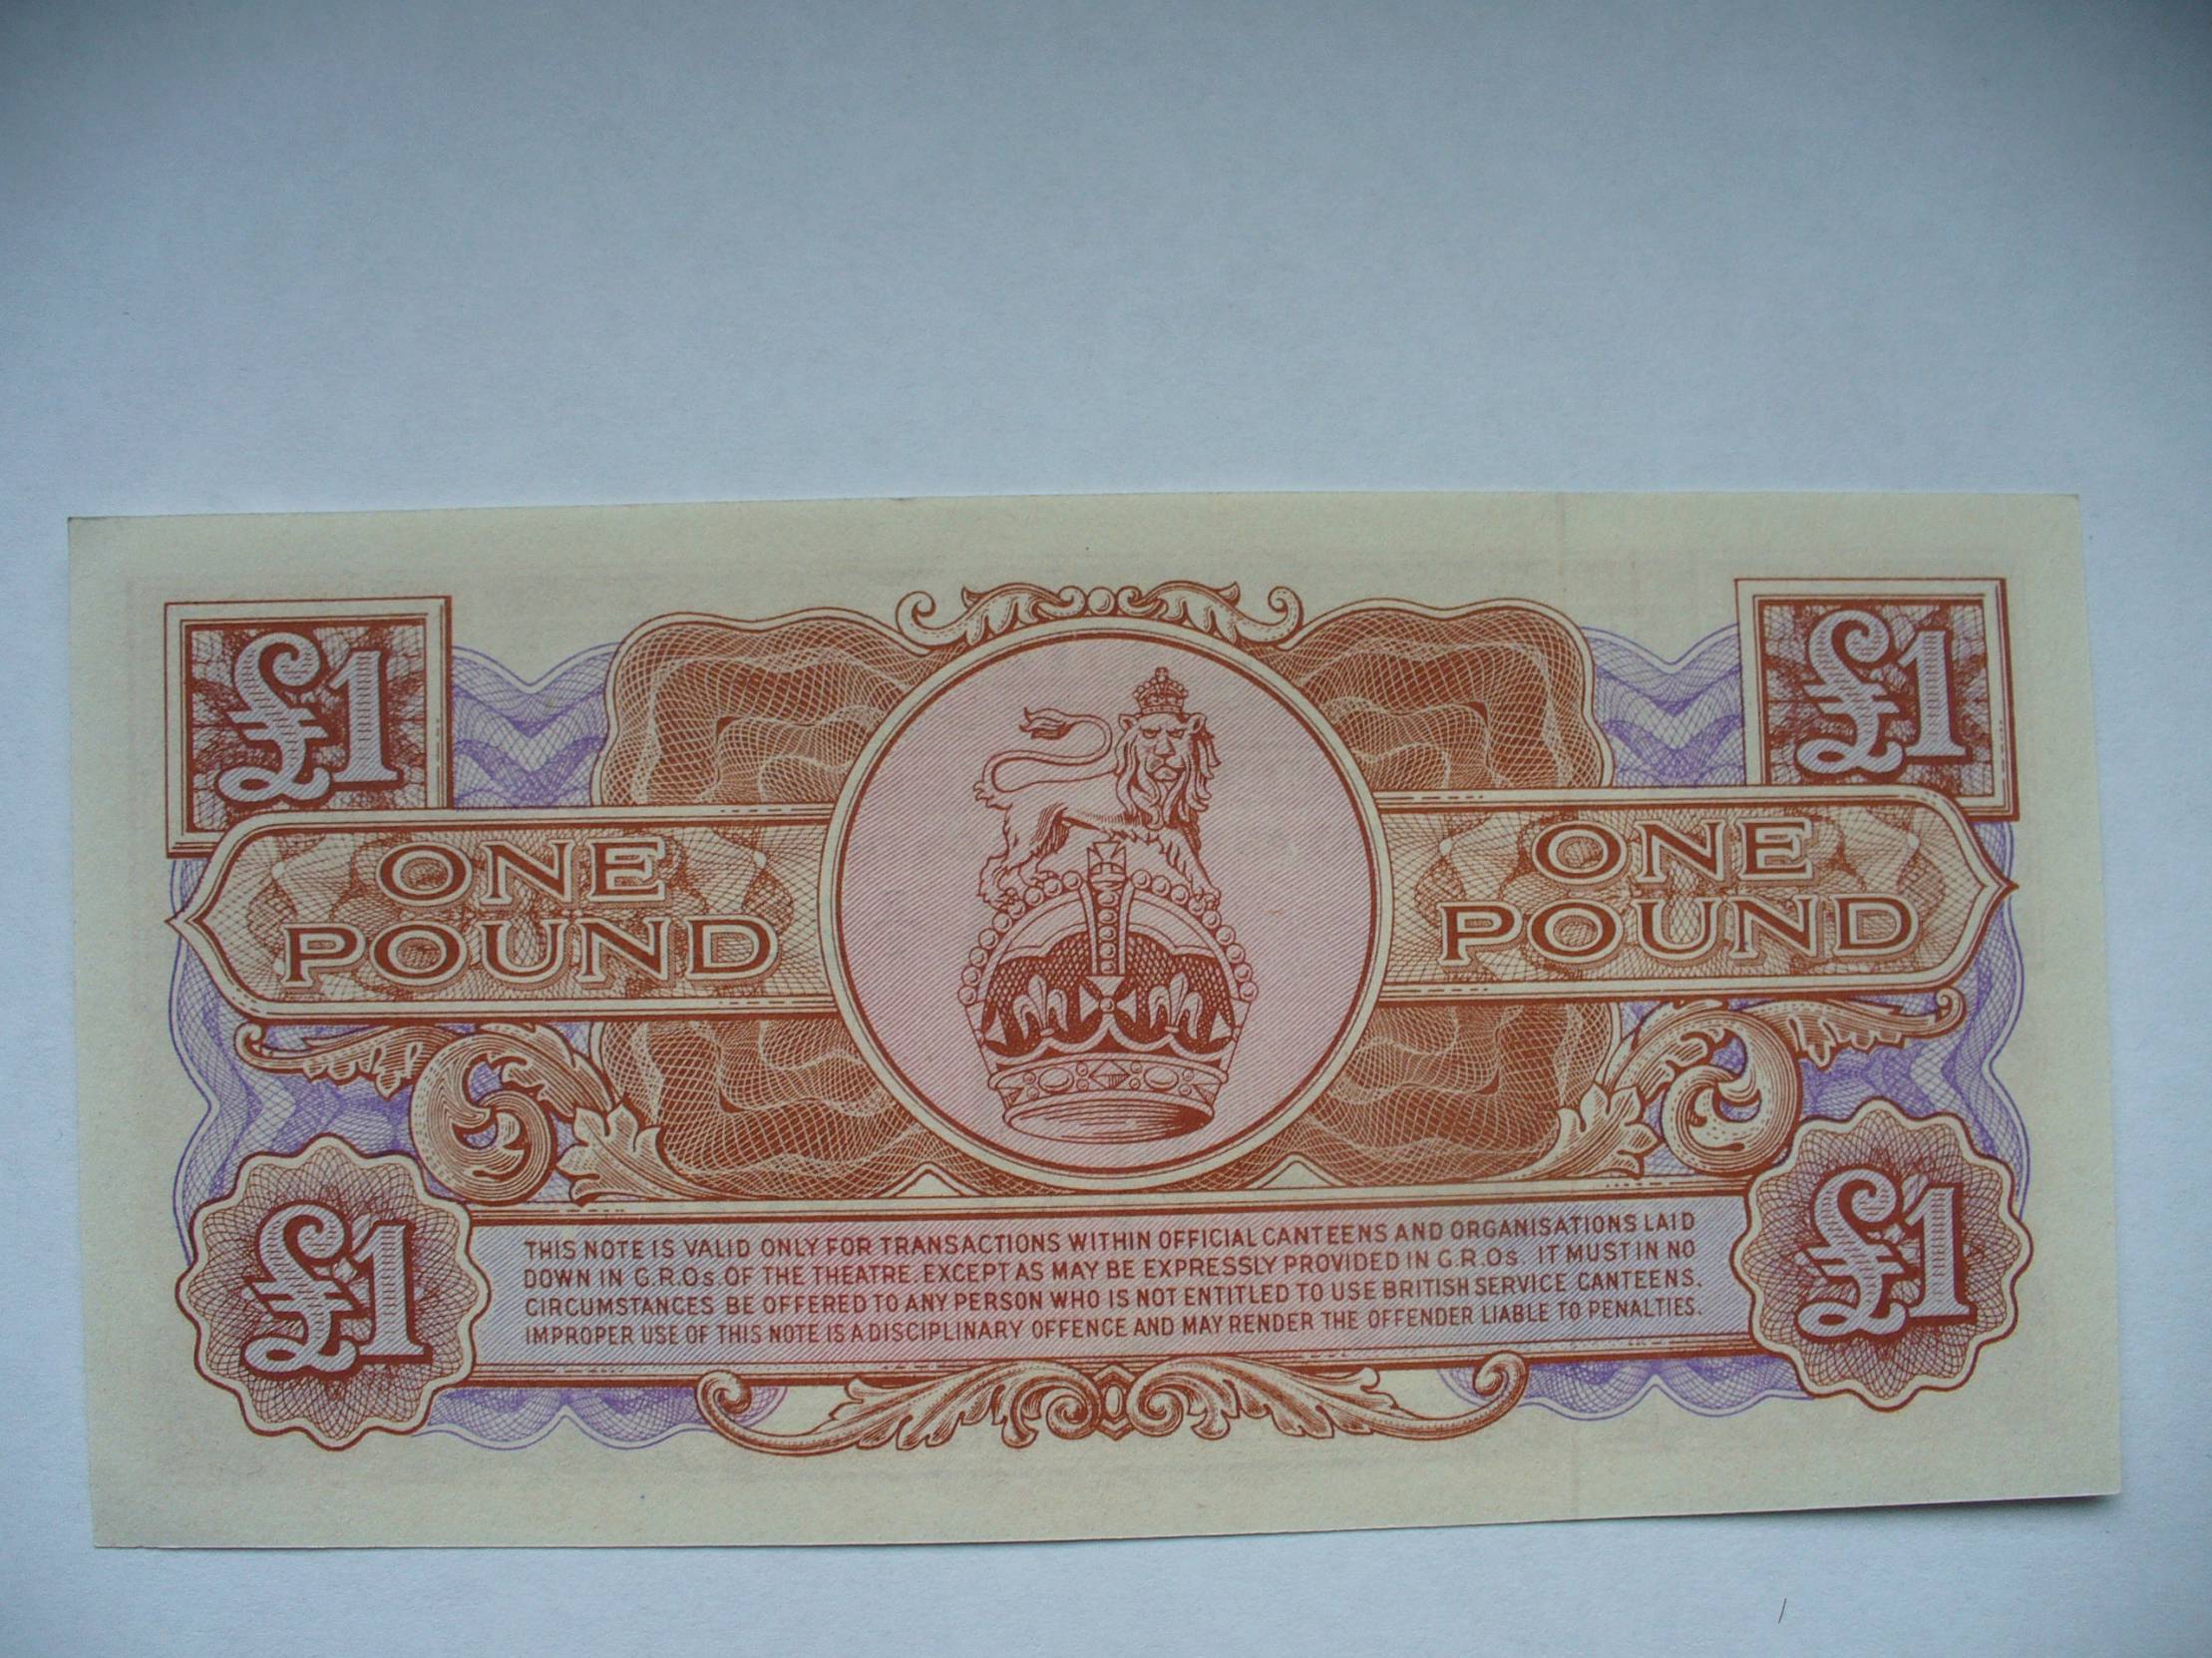 £1 £1
ONE POUND ONE POUND
THIS NOTE IS VALID ONLY FOR TRANSACTIONS WITHIN OFFICIAL CANTEENS AND ORGANISATIONS LAID
DOWN IN G.R.Os. OF THE THEATRE. EXCEPT AS MAY BE EXPRESSLY PROVIDED IN G.R.Os. IT MUST IN NO
CIRCUMSTANCES BE OFFERED TO ANY PERSON WHO IS NOT ENTITLED TO USE BRITISH SERVICE CANTEENS.
IMPROPER USE OF THIS NOTE IS A DISCIPLINARY OFFENCE AND MAY RENDER THE OFFENDER LIABLE TO PENALTIES.
£1 £1